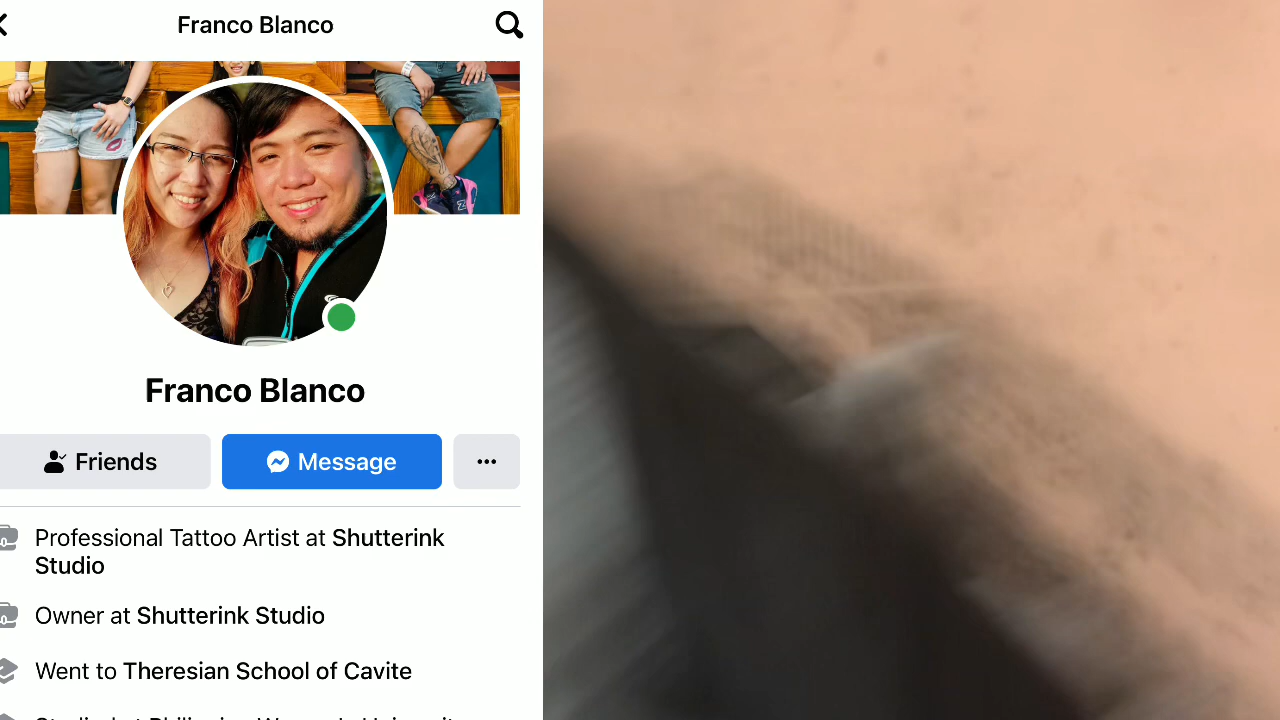 Franco Blanco
Franco Blanco
Friends
Message
Professional Tattoo Artist at Shutterink
Studio
Owner at Shutterink Studio
Went to Theresian School of Cavite